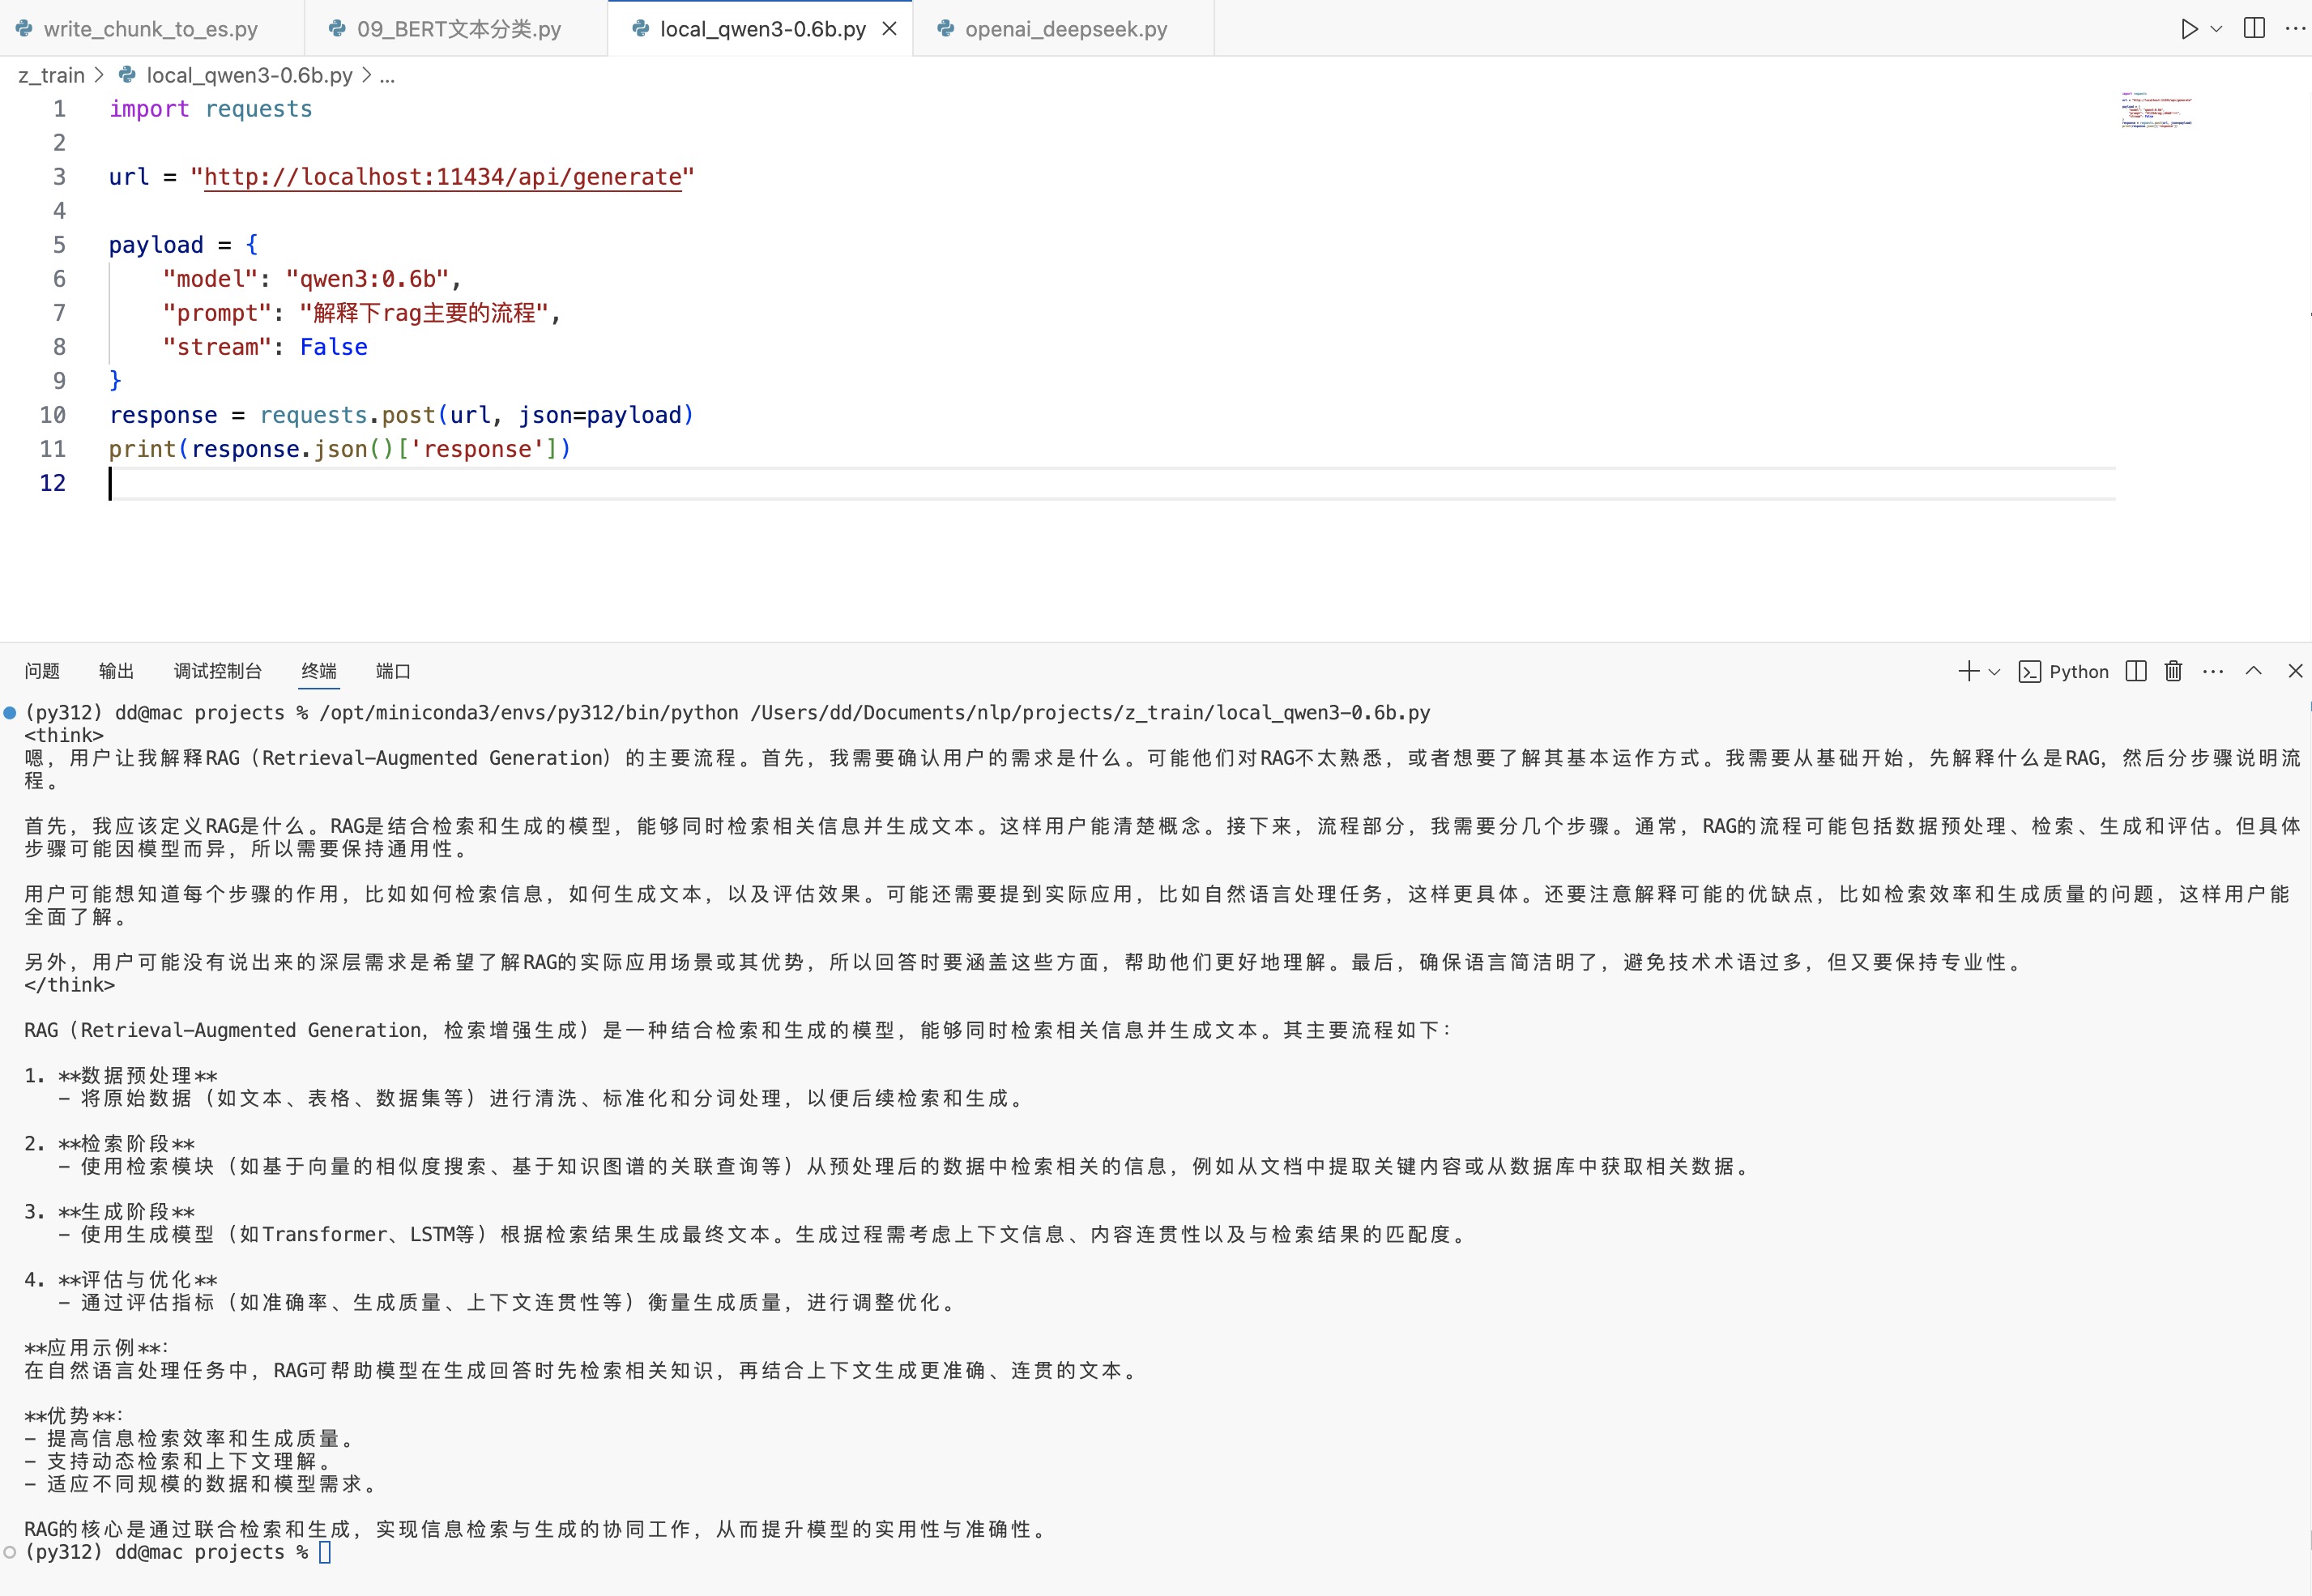 write_chunk_to_es.py
09_BERT文本分类.py
local_qwen3-0.6b.py
openai_deepseek.py
z_train > local_qwen3-0.6b.py > ...
1 import requests
2
3 url = "http://localhost:11434/api/generate"
4
5 payload = {
6     "model": "qwen3:0.6b",
7     "prompt": "解释下rag主要的流程",
8     "stream": False
9 }
10 response = requests.post(url, json=payload)
11 print(response.json()['response'])
12
问题 输出 调试控制台 终端 端口
Python
(py312) dd@mac projects % /opt/miniconda3/envs/py312/bin/python /Users/dd/Documents/nlp/projects/z_train/local_qwen3-0.6b.py
<think>
嗯，用户让我解释RAG（Retrieval-Augmented Generation）的主要流程。首先，我需要确认用户的需求是什么。可能他们对RAG不太熟悉，或者想要了解其基本运作方式。我需要从基础开始，先解释什么是RAG，然后分步骤说明流
程。
首先，我应该定义RAG是什么。RAG是结合检索和生成的模型，能够同时检索相关信息并生成文本。这样用户能清楚概念。接下来，流程部分，我需要分几个步骤。通常，RAG的流程可能包括数据预处理、检索、生成和评估。但具体
步骤可能因模型而异，所以需要保持通用性。
用户可能想知道每个步骤的作用，比如如何检索信息，如何生成文本，以及评估效果。可能还需要提到实际应用，比如自然语言处理任务，这样更具体。还要注意解释可能的优缺点，比如检索效率和生成质量的问题，这样用户能
全面了解。
另外，用户可能没有说出来的深层需求是希望了解RAG的实际应用场景或其优势，所以回答时要涵盖这些方面，帮助他们更好地理解。最后，确保语言简洁明了，避免技术术语过多，但又要保持专业性。
</think>
RAG（Retrieval-Augmented Generation，检索增强生成）是一种结合检索和生成的模型，能够同时检索相关信息并生成文本。其主要流程如下：
1. **数据预处理**
- 将原始数据（如文本、表格、数据集等）进行清洗、标准化和分词处理，以便后续检索和生成。
2. **检索阶段**
- 使用检索模块（如基于向量的相似度搜索、基于知识图谱的关联查询等）从预处理后的数据中检索相关的信息，例如从文档中提取关键内容或从数据库中获取相关数据。
3. **生成阶段**
- 使用生成模型（如Transformer、LSTM等）根据检索结果生成最终文本。生成过程需考虑上下文信息、内容连贯性以及与检索结果的匹配度。
4. **评估与优化**
- 通过评估指标（如准确率、生成质量、上下文连贯性等）衡量生成质量，进行调整优化。
**应用示例**：
在自然语言处理任务中，RAG可帮助模型在生成回答时先检索相关知识，再结合上下文生成更准确、连贯的文本。
**优势**：
- 提高信息检索效率和生成质量。
- 支持动态检索和上下文理解。
- 适应不同规模的数据和模型需求。
RAG的核心是通过联合检索和生成，实现信息检索与生成的协同工作，从而提升模型的实用性与准确性。
(py312) dd@mac projects %